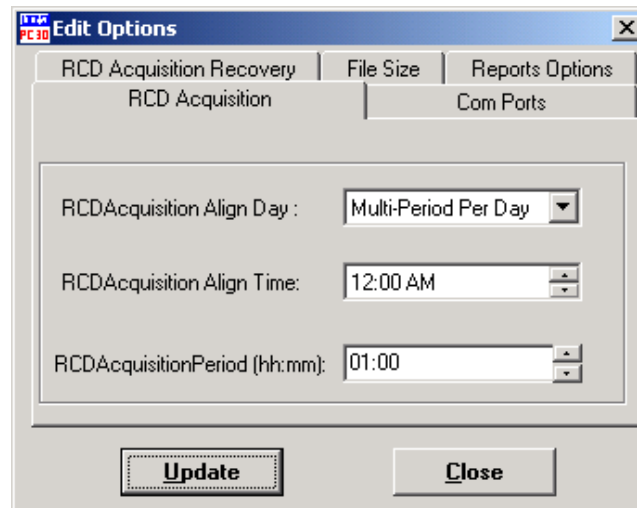 PC3D Edit Options
RCD Acquisition Recovery File Size Reports Options
RCD Acquisition Com Ports
RCDAcquisition Align Day : Multi-Period Per Day
RCDAcquisition Align Time: 12:00 AM
RCDAcquisitionPeriod (hh:mm): 01:00
Update Close